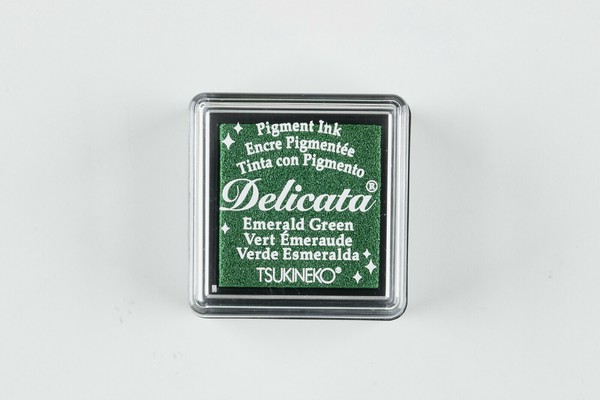 Pigment Ink
Encre Pigmentée
Tinta con Pigmento
Delicata®
Emerald Green
Vert Émeraude
Verde Esmeralda
TSUKINEKO®